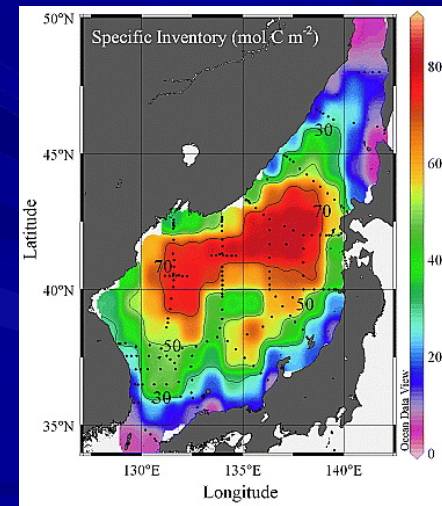 Specific Inventory (mol C m⁻²)
50°N
45°N
40°N
35°N
Latitude
130°E
135°E
140°E
Longitude
30
70
70
50
50
30
80
60
40
20
0
Ocean Data View